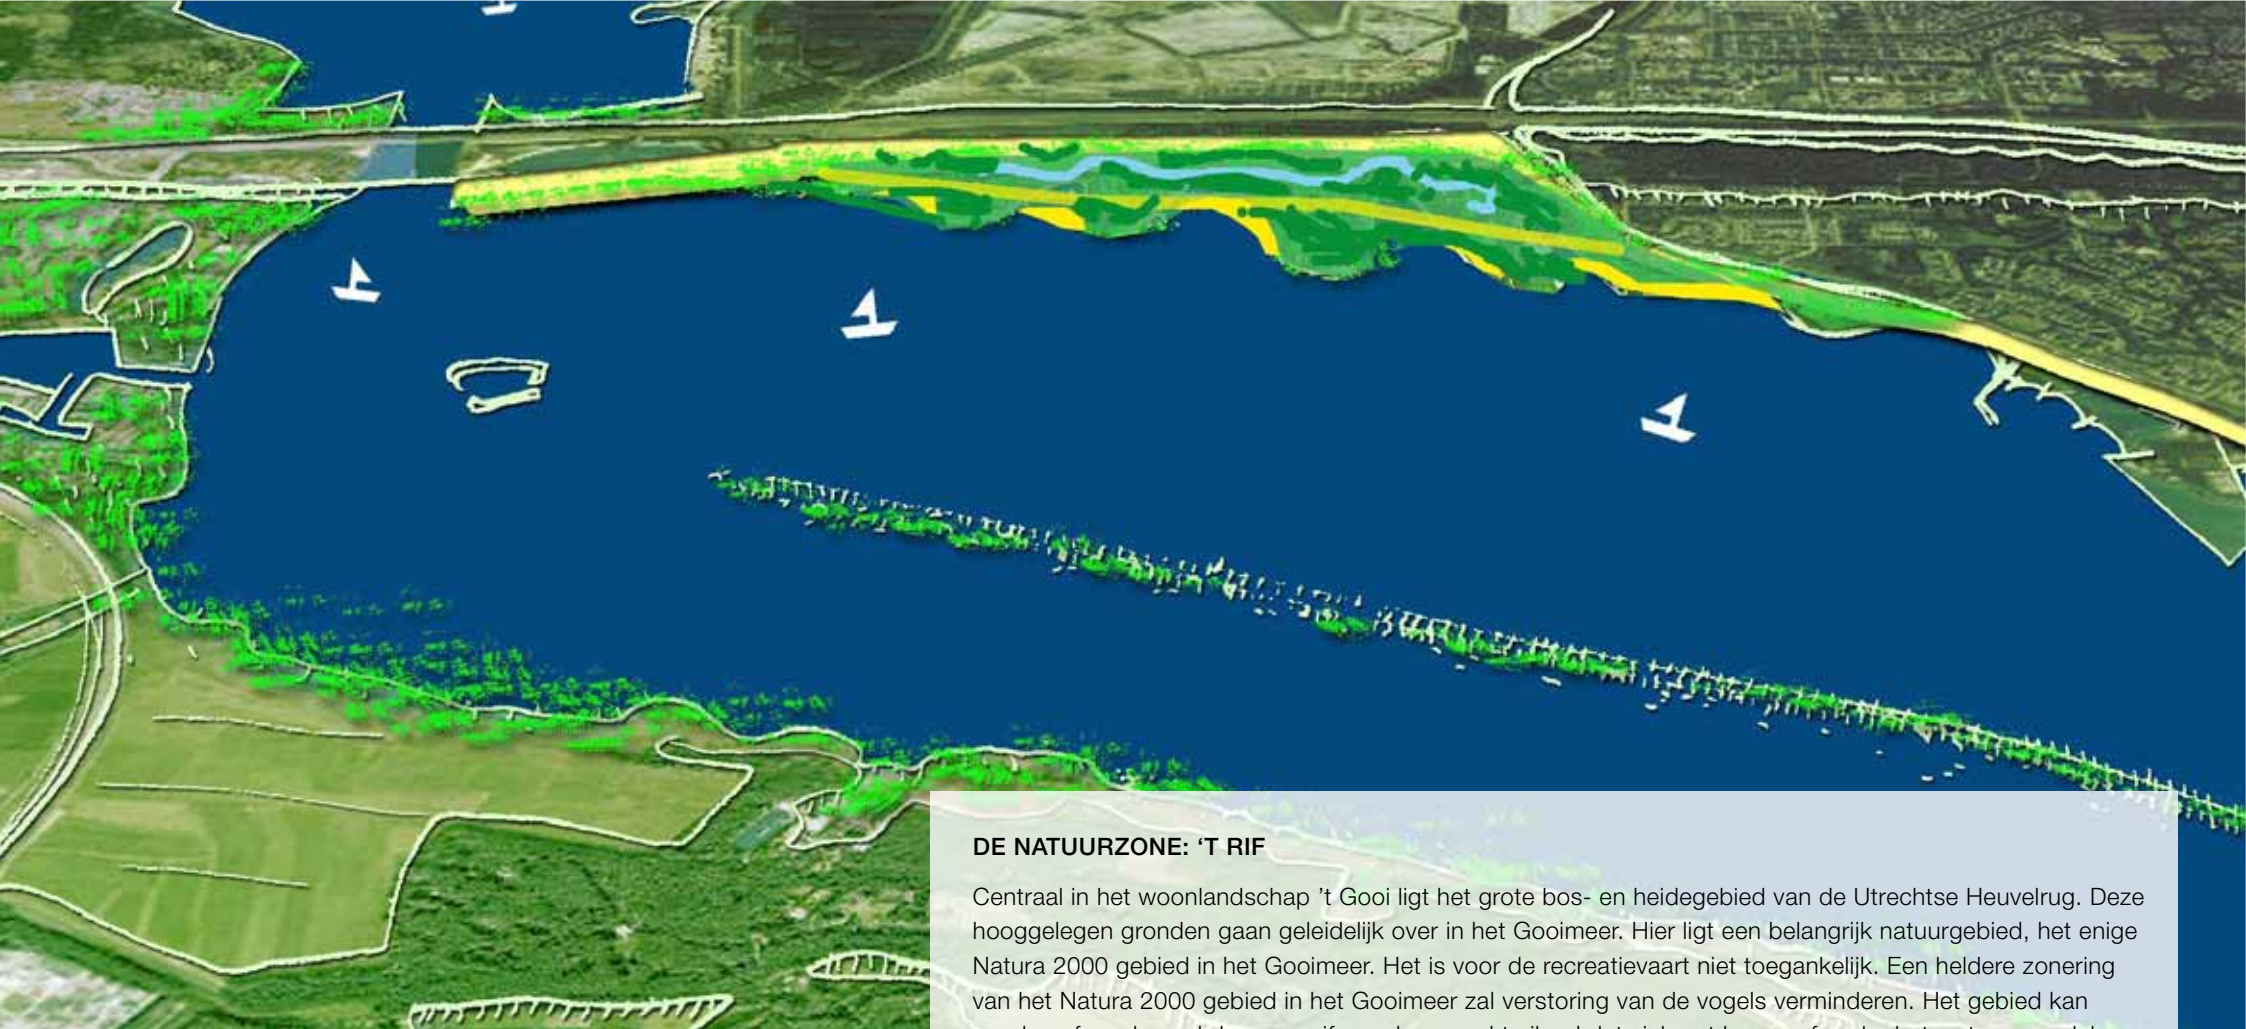 DE NATUURZONE: ‘T RIF
Centraal in het woonlandschap ’t Gooi ligt het grote bos- en heidegebied van de Utrechtse Heuvelrug. Deze
hooggelegen gronden gaan geleidelijk over in het Gooimeer. Hier ligt een belangrijk natuurgebied, het enige
Natura 2000 gebied in het Gooimeer. Het is voor de recreatievaart niet toegankelijk. Een heldere zonering
van het Natura 2000 gebied in het Gooimeer zal verstoring van de vogels verminderen. Het gebied kan